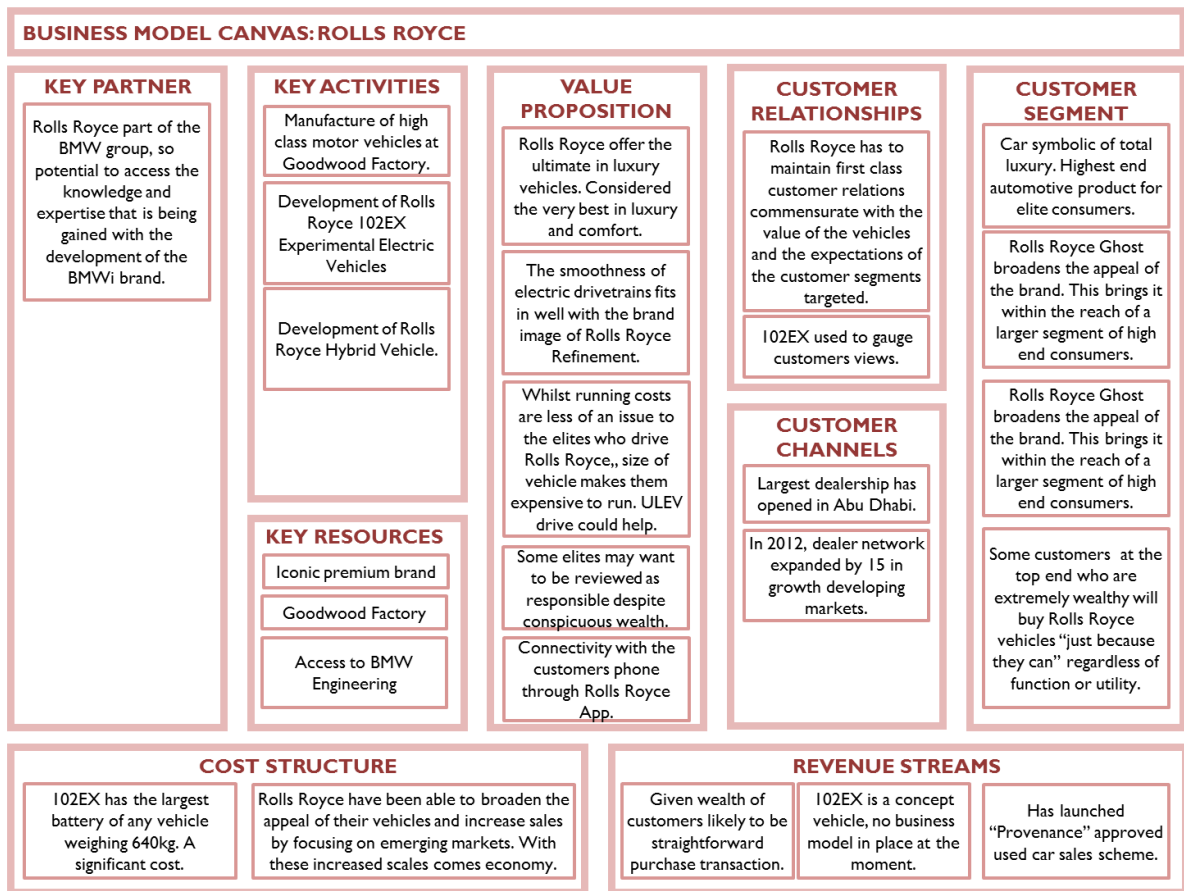 BUSINESS MODEL CANVAS: ROLLS ROYCE
KEY PARTNER
Rolls Royce part of the
BMW group, so
potential to access the
knowledge and
expertise that is being
gained with the
development of the
BMWi brand.
KEY ACTIVITIES
Manufacture of high
class motor vehicles at
Goodwood Factory.
Development of Rolls
Royce 102EX
Experimental Electric
Vehicles
Development of Rolls
Royce Hybrid Vehicle.
KEY RESOURCES
Iconic premium brand
Goodwood Factory
Access to BMW
Engineering
VALUE
PROPOSITION
Rolls Royce offer the
ultimate in luxury
vehicles. Considered
the very best in luxury
and comfort.
The smoothness of
electric drivetrains fits
in well with the brand
image of Rolls Royce
Refinement.
Whilst running costs
are less of an issue to
the elites who drive
Rolls Royce,, size of
vehicle makes them
expensive to run. ULEV
drive could help.
Some elites may want
to be reviewed as
responsible despite
conspicuous wealth.
Connectivity with the
customers phone
through Rolls Royce
App.
CUSTOMER
RELATIONSHIPS
Rolls Royce has to
maintain first class
customer relations
commensurate with the
value of the vehicles
and the expectations of
the customer segments
targeted.
102EX used to gauge
customers views.
CUSTOMER
CHANNELS
Largest dealership has
opened in Abu Dhabi.
In 2012, dealer network
expanded by 15 in
growth developing
markets.
CUSTOMER
SEGMENT
Car symbolic of total
luxury. Highest end
automotive product for
elite consumers.
Rolls Royce Ghost
broadens the appeal of
the brand. This brings it
within the reach of a
larger segment of high
end consumers.
Rolls Royce Ghost
broadens the appeal of
the brand. This brings it
within the reach of a
larger segment of high
end consumers.
Some customers at the
top end who are
extremely wealthy will
buy Rolls Royce
vehicles “just because
they can” regardless of
function or utility.
COST STRUCTURE
102EX has the largest
battery of any vehicle
weighing 640kg. A
significant cost.
Rolls Royce have been able to broaden the
appeal of their vehicles and increase sales
by focusing on emerging markets. With
these increased scales comes economy.
REVENUE STREAMS
Given wealth of
customers likely to be
straightforward
purchase transaction.
102EX is a concept
vehicle, no business
model in place at the
moment.
Has launched
“Provenance” approved
used car sales scheme.